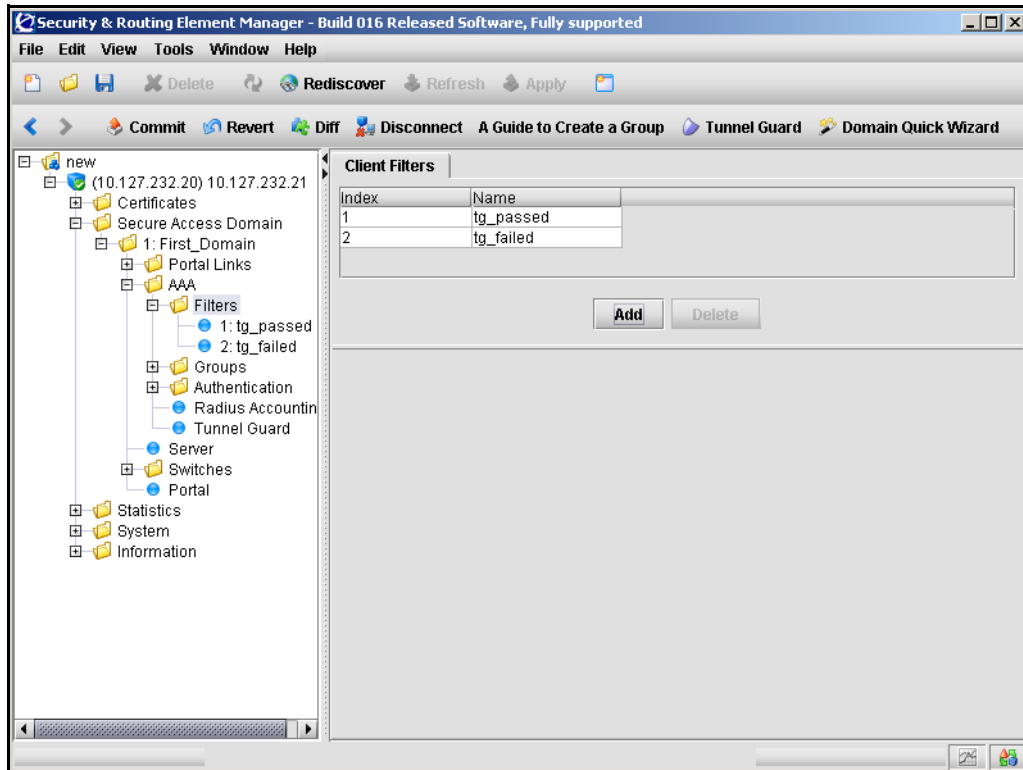 Security & Routing Element Manager - Build 016 Released Software, Fully supported
File Edit View Tools Window Help
Delete Rediscover Refresh Apply
Commit Revert Diff Disconnect A Guide to Create a Group Tunnel Guard Domain Quick Wizard
new
(10.127.232.20) 10.127.232.21
Certificates
Secure Access Domain
1: First_Domain
Portal Links
AAA
Filters
1: tg_passed
2: tg_failed
Groups
Authentication
Radius Accountin
Tunnel Guard
Server
Switches
Portal
Statistics
System
Information
Client Filters
Index Name
1 tg_passed
2 tg_failed
Add Delete